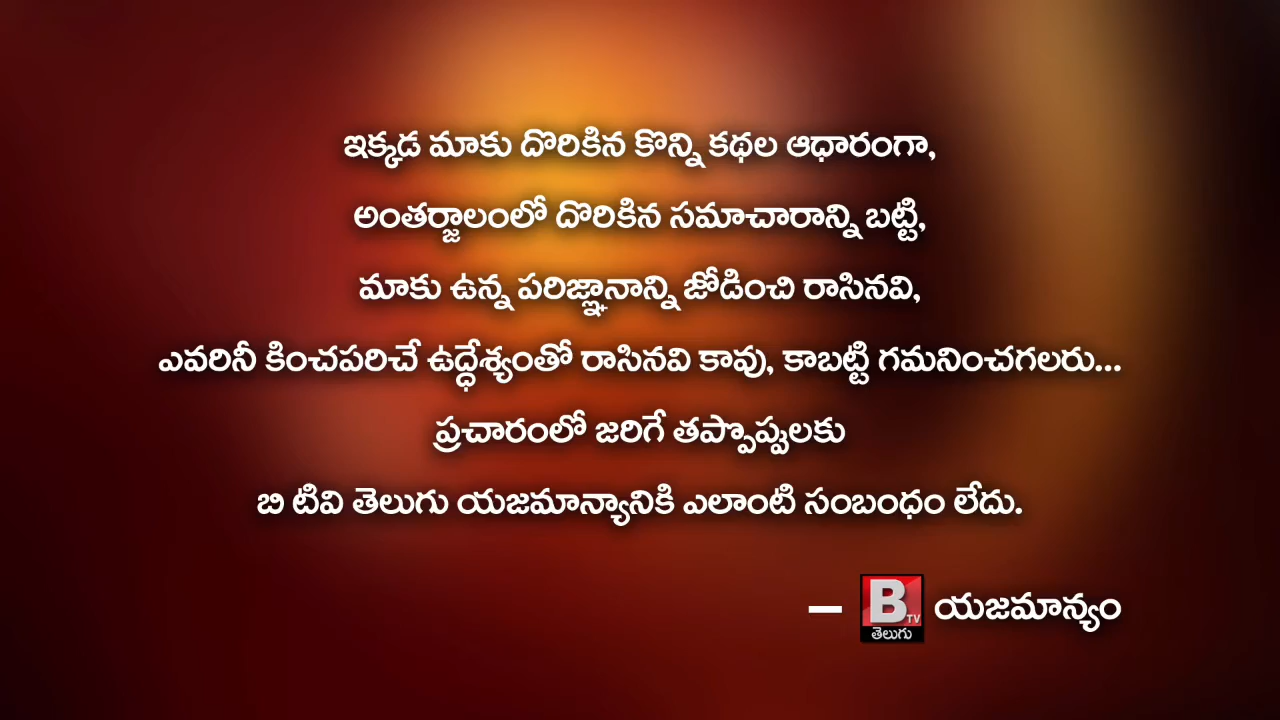 ఇక్కడ మాకు దొరికిన కొన్ని కథల ఆధారంగా,
అంతర్జాలంలో దొరికిన సమాచారాన్ని బట్టి,
మాకు ఉన్న పరిజ్ఞానాన్ని జోడించి రాసినవి,
ఎవరినీ కించపరిచే ఉద్ధేశ్యంతో రాసినవి కావు, కాబట్టి గమనించగలరు...
ప్రచారంలో జరిగే తప్పొప్పులకు
బి టివి తెలుగు యజమాన్యానికి ఎలాంటి సంబంధం లేదు.
– B TV తెలుగు యజమాన్యం